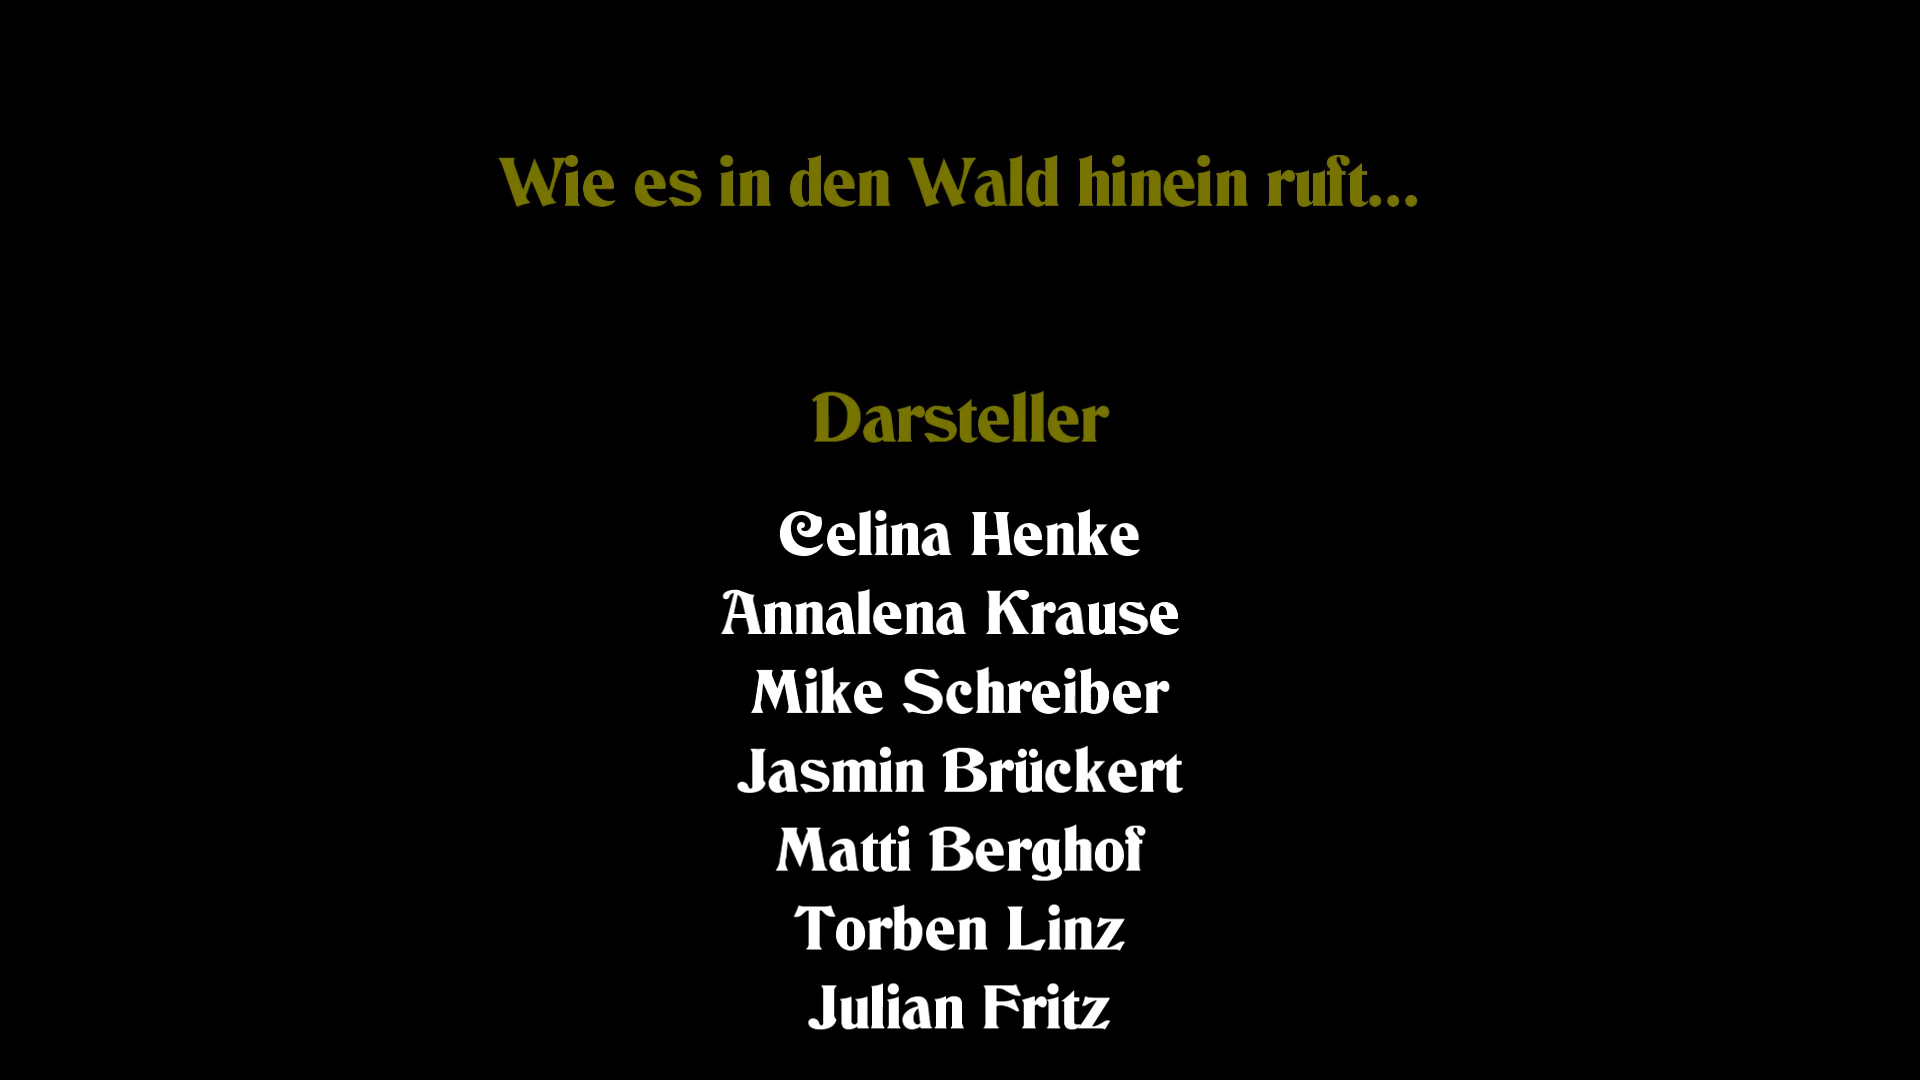 Wie es in den Wald hinein ruft...
Darsteller
Celina Henke
Annalena Krause
Mike Schreiber
Jasmin Brückert
Matti Berghof
Torben Linz
Julian Fritz